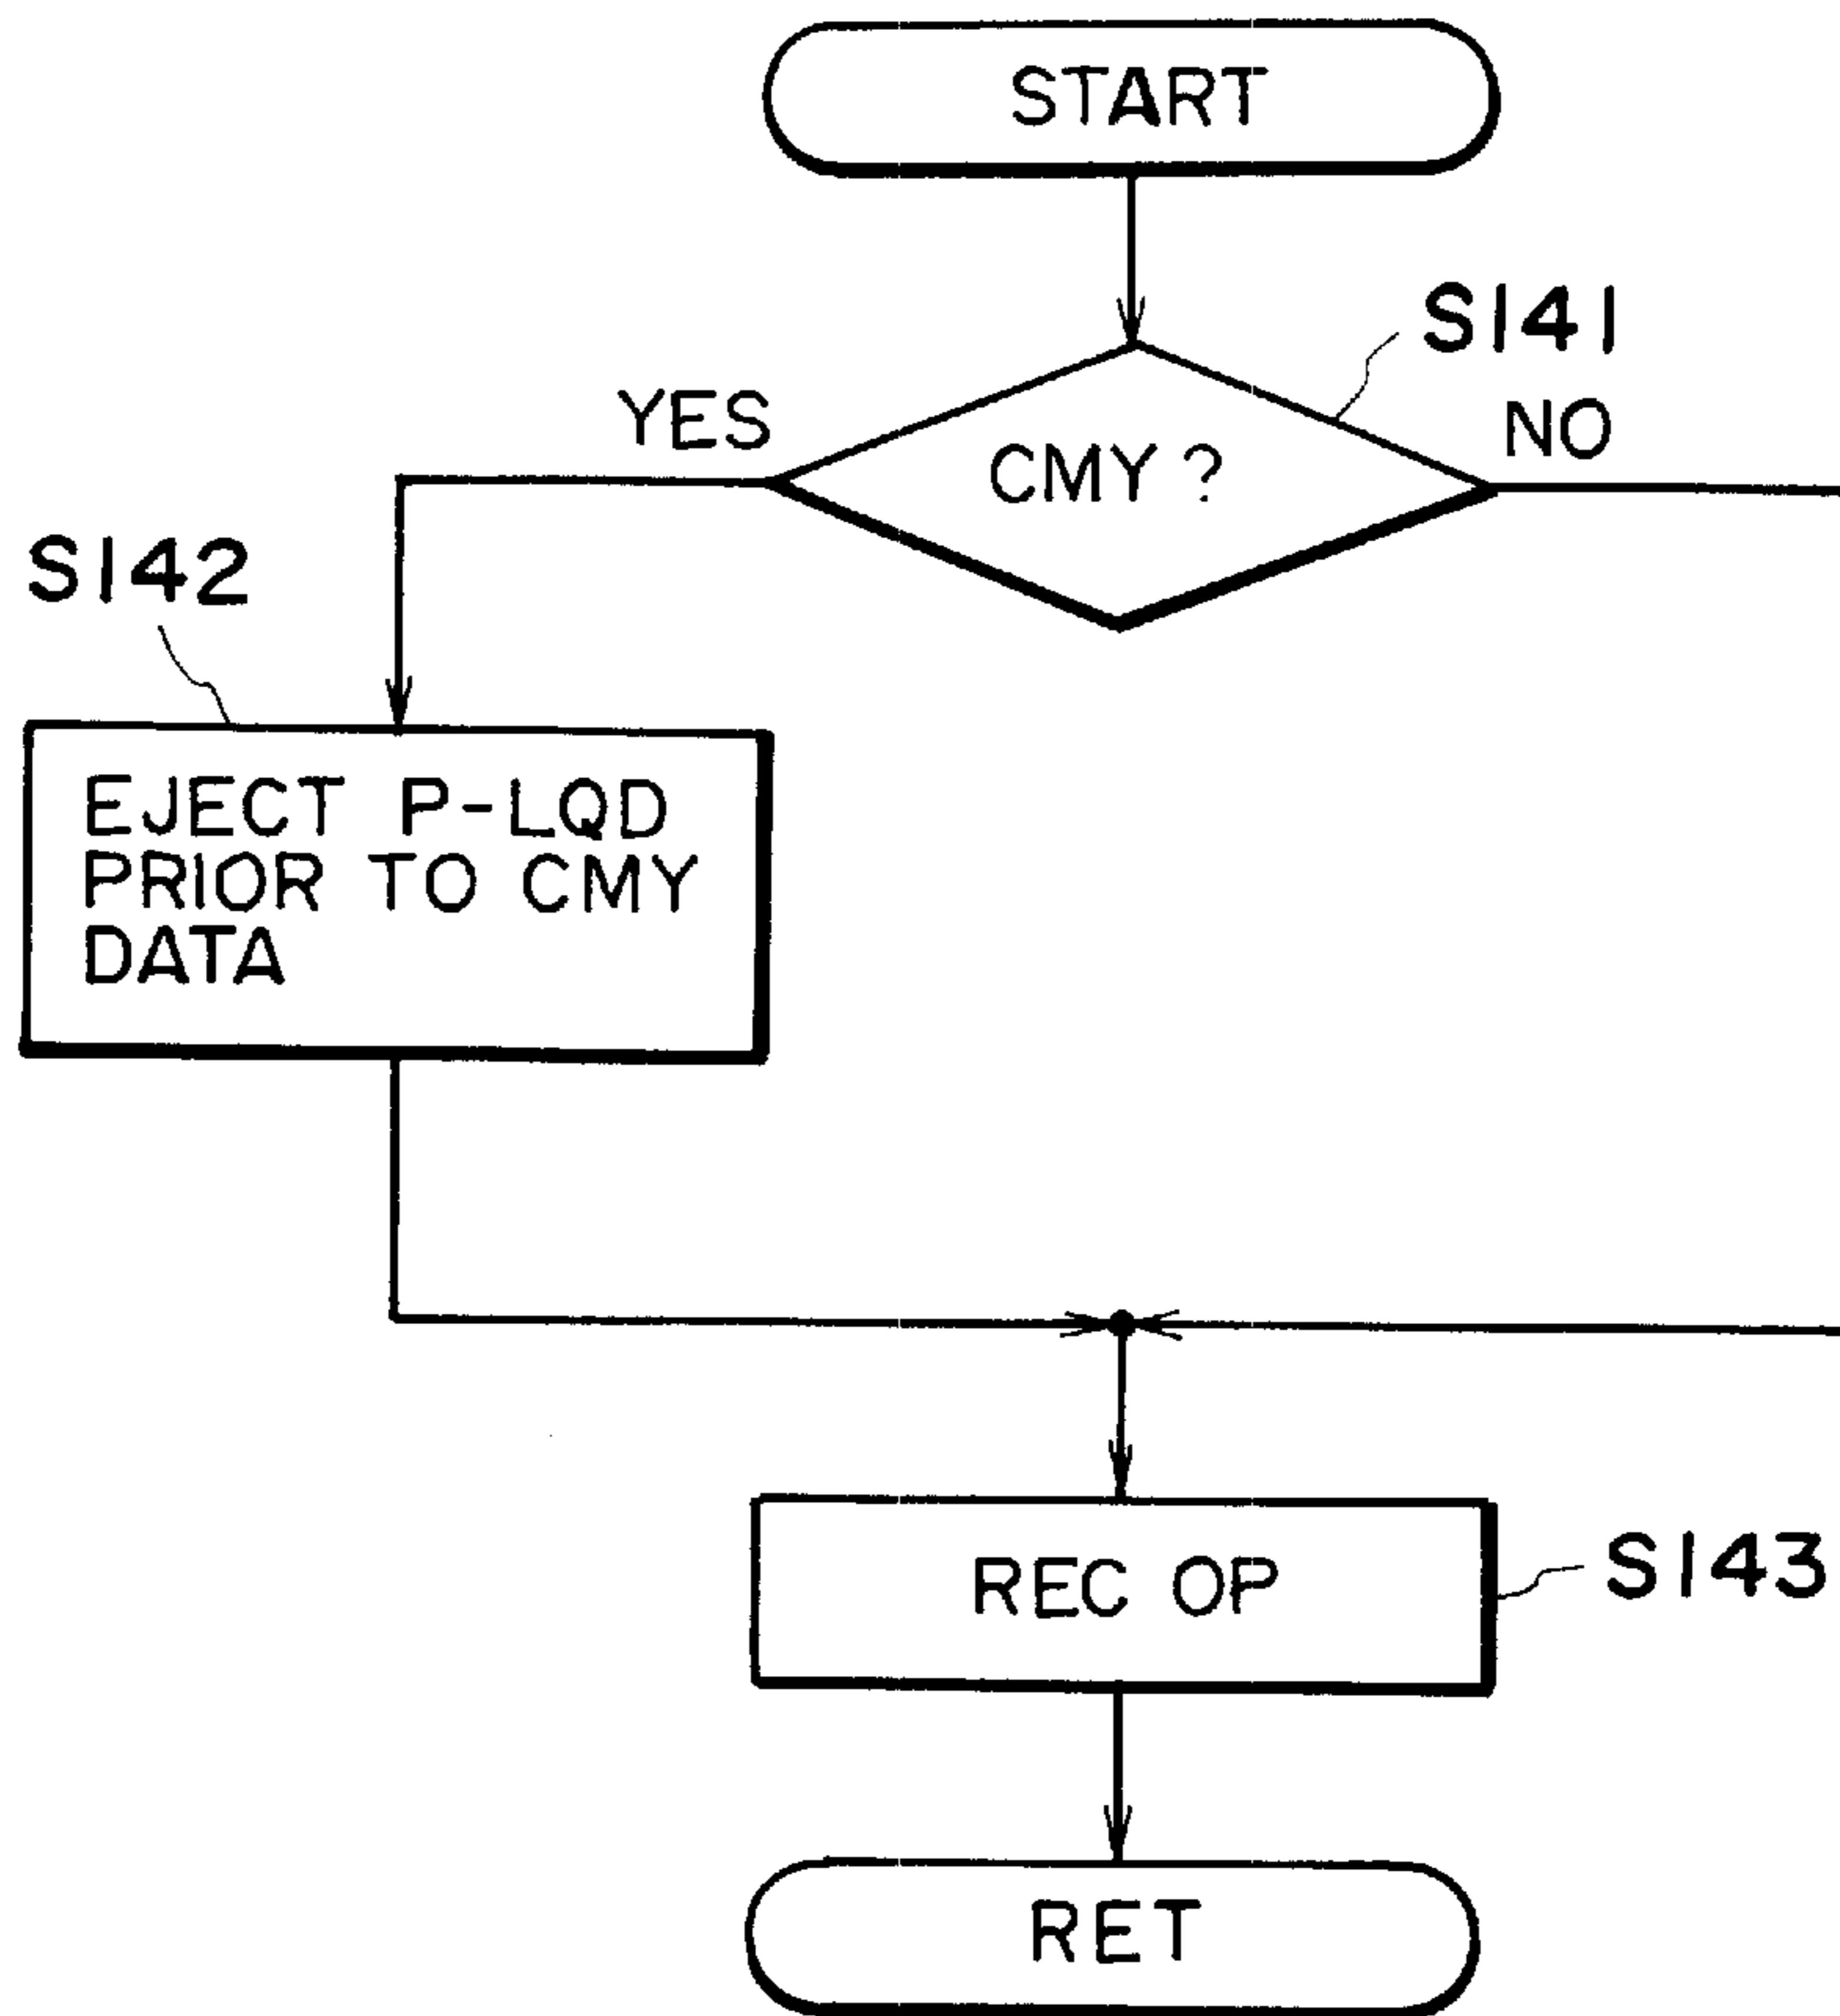 START
S141
YES
NO
CMY ?
S142
EJECT P-LQD
PRIOR TO CMY
DATA
REC OP
S143
RET